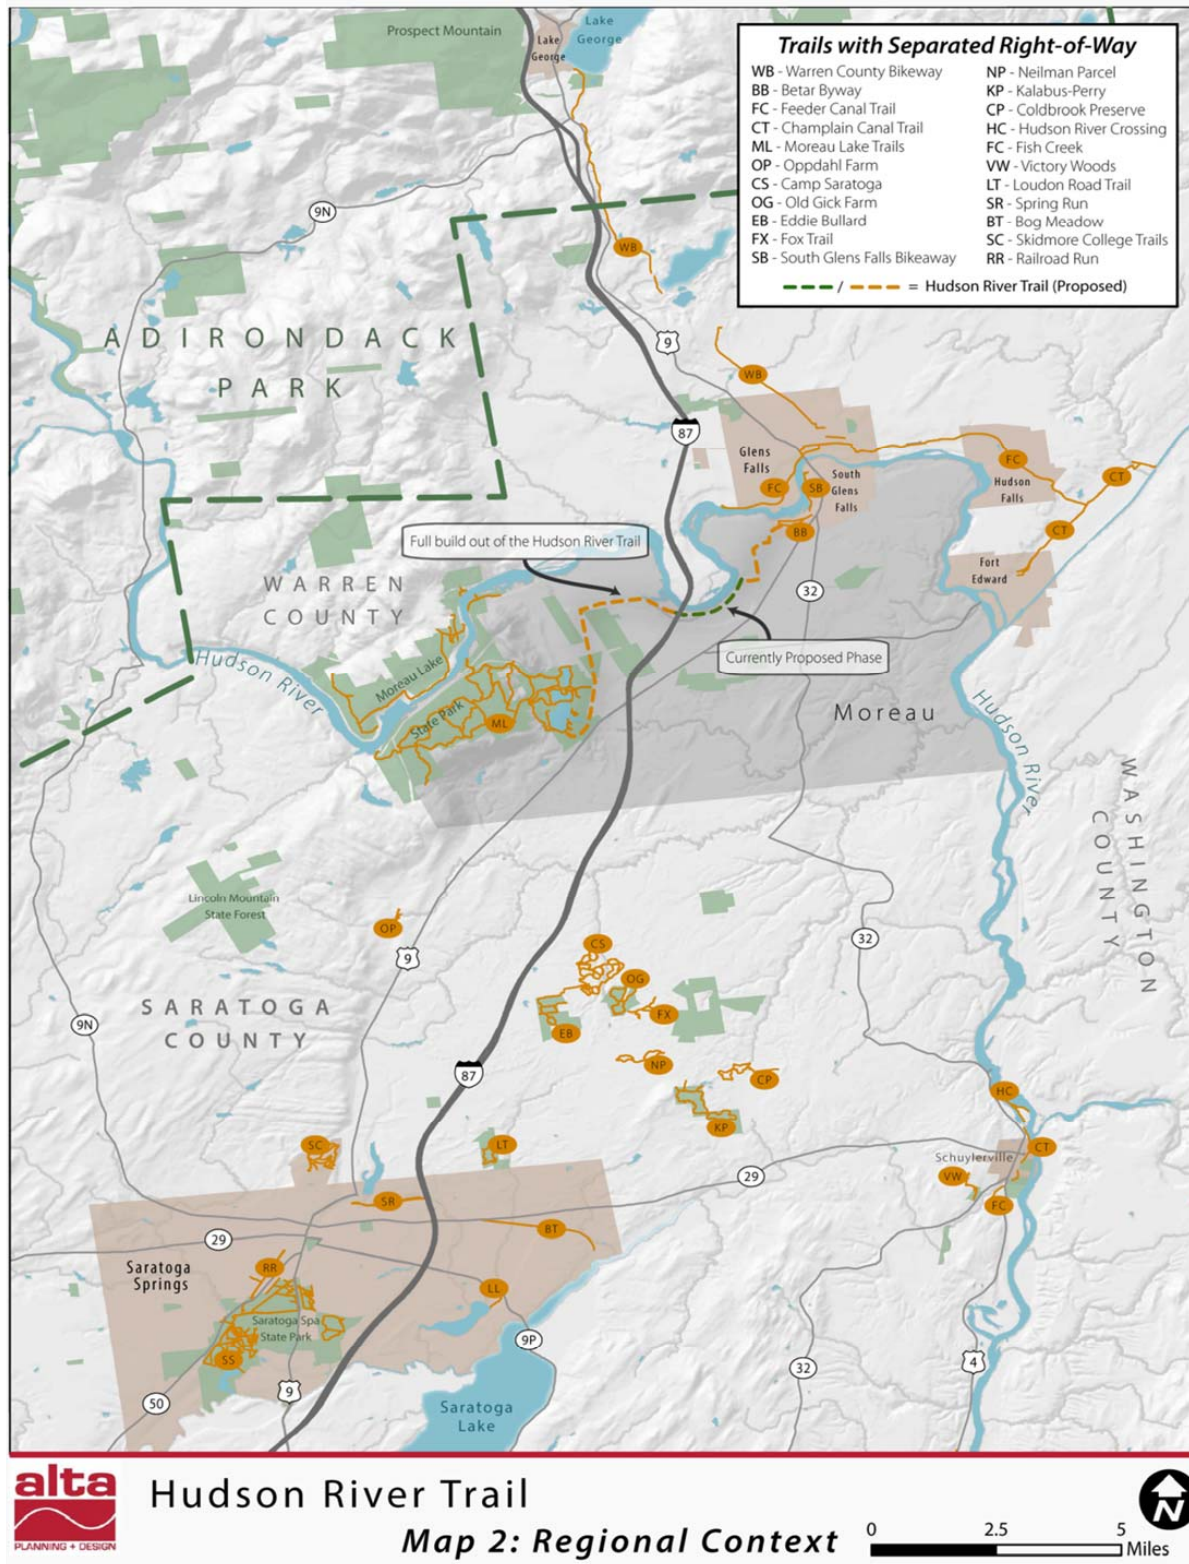 Prospect Mountain
Lake
George
Lake
George
Trails with Separated Right-of-Way
WB - Warren County Bikeway
BB - Betar Byway
FC - Feeder Canal Trail
CT - Champlain Canal Trail
ML - Moreau Lake Trails
OP - Oppdahl Farm
CS - Camp Saratoga
OG - Old Gick Farm
EB - Eddie Bullard
FX - Fox Trail
SB - South Glens Falls Bikeaway
NP - Neilman Parcel
KP - Kalabus-Perry
CP - Coldbrook Preserve
HC - Hudson River Crossing
FC - Fish Creek
VW - Victory Woods
LT - Loudon Road Trail
SR - Spring Run
BT - Bog Meadow
SC - Skidmore College Trails
RR - Railroad Run
/ = Hudson River Trail (Proposed)
9N
WB
9
ADIRONDACK
PARK
WB
87
Glens
Falls
FC
SB
South
Glens
Falls
BB
FC
Hudson
Falls
CT
CT
Full build out of the Hudson River Trail
Fort
Edward
WARREN
COUNTY
32
Currently Proposed Phase
Hudson River
Moreau Lake
State Park
ML
Moreau
Hudson River
WASHINGTON
COUNTY
Lincoln Mountain
State Forest
OP
9
CS
32
OG
FX
EB
SARATOGA
COUNTY
9N
NP
87
CP
HC
KP
SC
LT
CT
Schuylerville
29
VW
FC
SR
BT
29
Saratoga
Springs
RR
LL
Saratoga Spa
State Park
SS
9P
32
4
9
50
Saratoga
Lake
alta
PLANNING + DESIGN
Hudson River Trail
Map 2: Regional Context
0 2.5 5
Miles
N